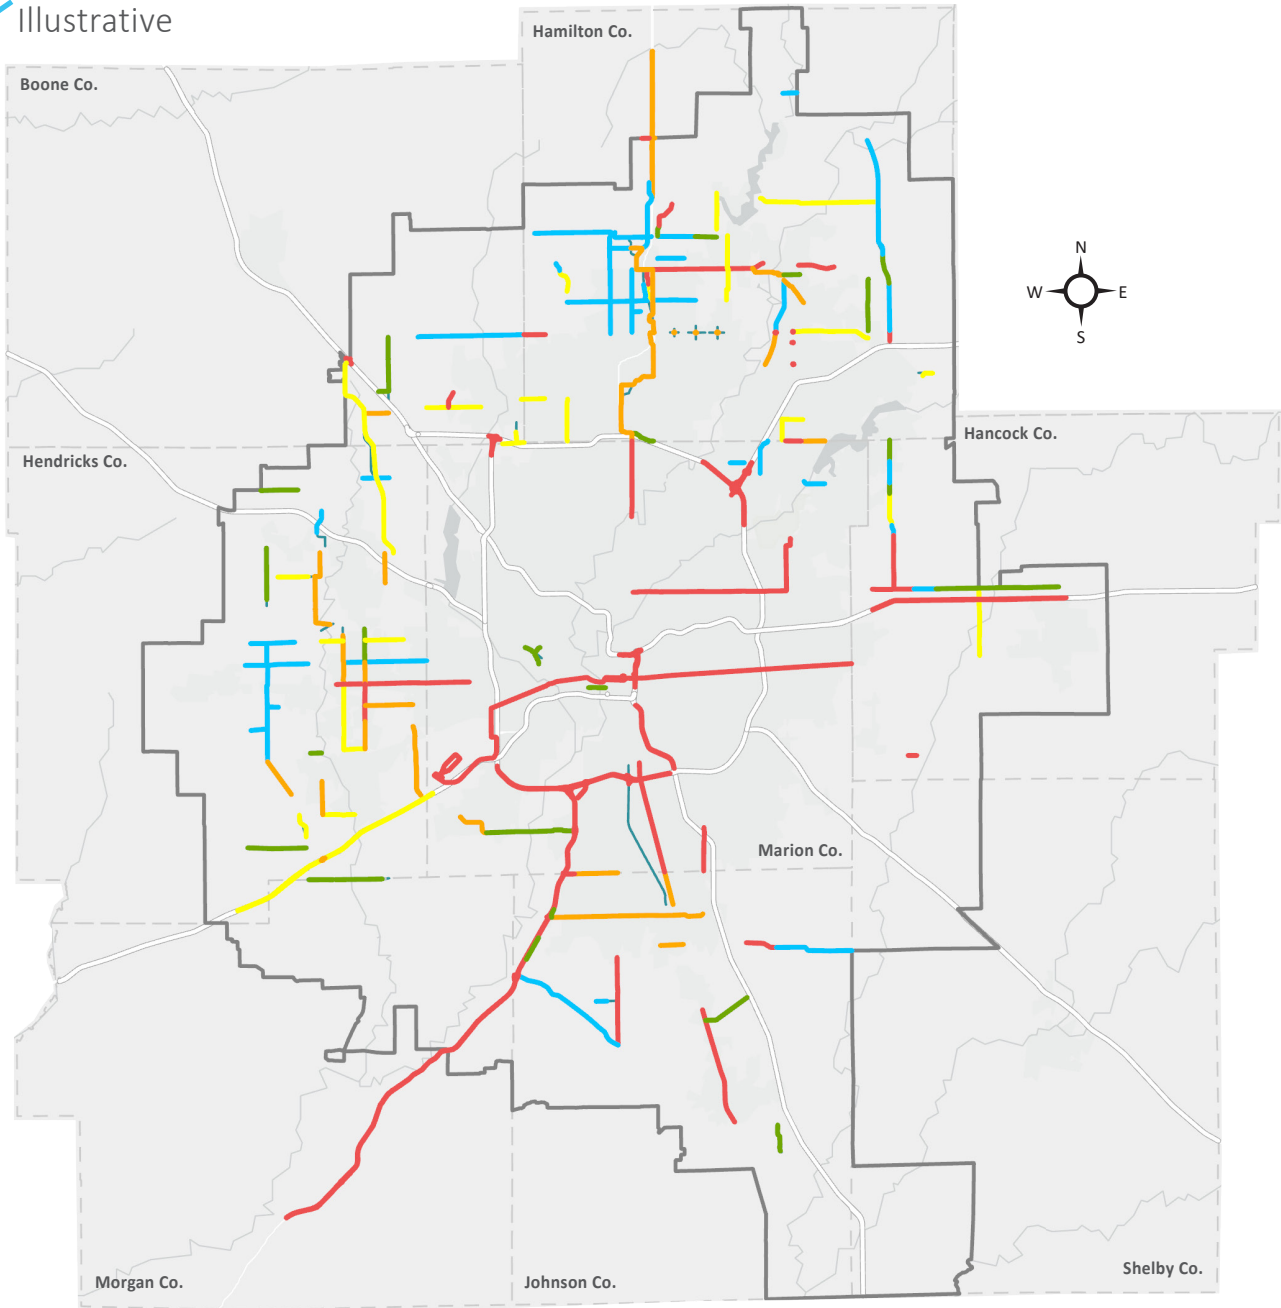 Illustrative
Hamilton Co.
Boone Co.
N
W
E
S
Hancock Co.
Hendricks Co.
Marion Co.
Morgan Co.
Johnson Co.
Shelby Co.